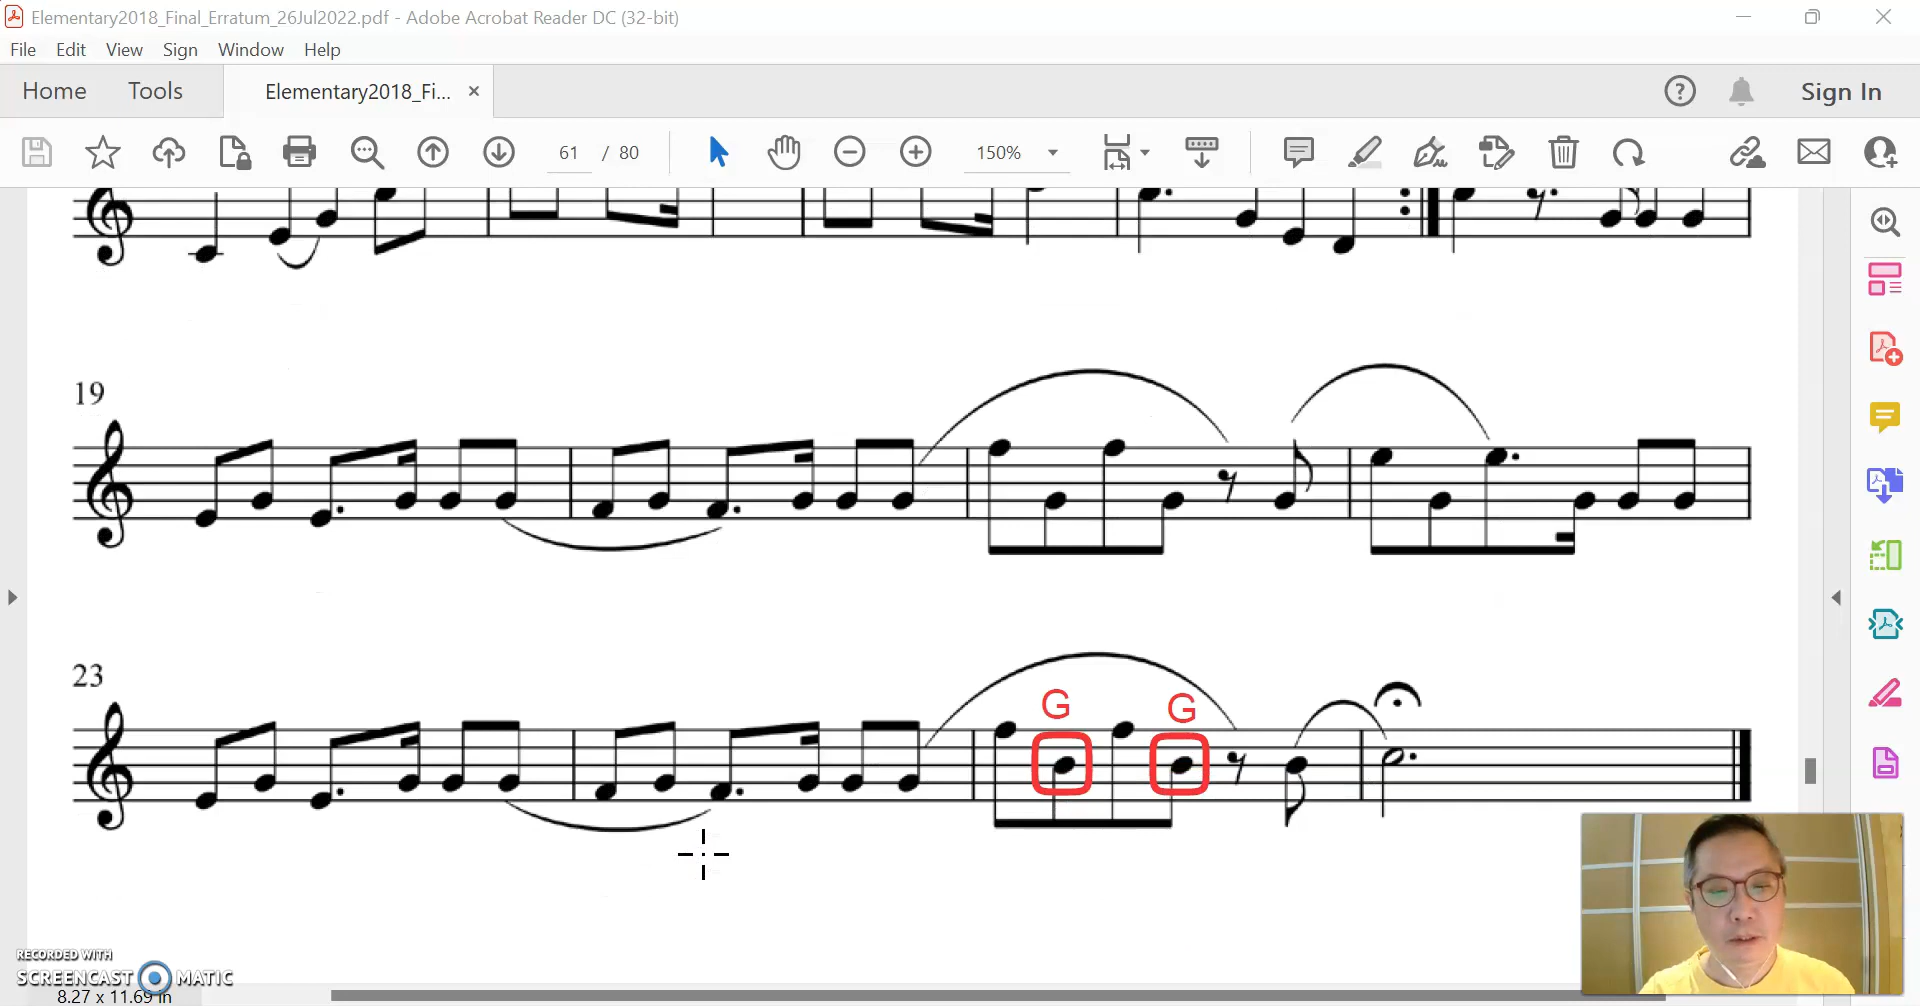 Elementary2018_Final_Erratum_26Jul2022.pdf - Adobe Acrobat Reader DC (32-bit)
File Edit View Sign Window Help
Home Tools Elementary2018_Fi... × ? Sign In
61 / 80 150%
19
23
G G
RECORDED WITH
SCREENCAST MATIC
8.27 x 11.69 in